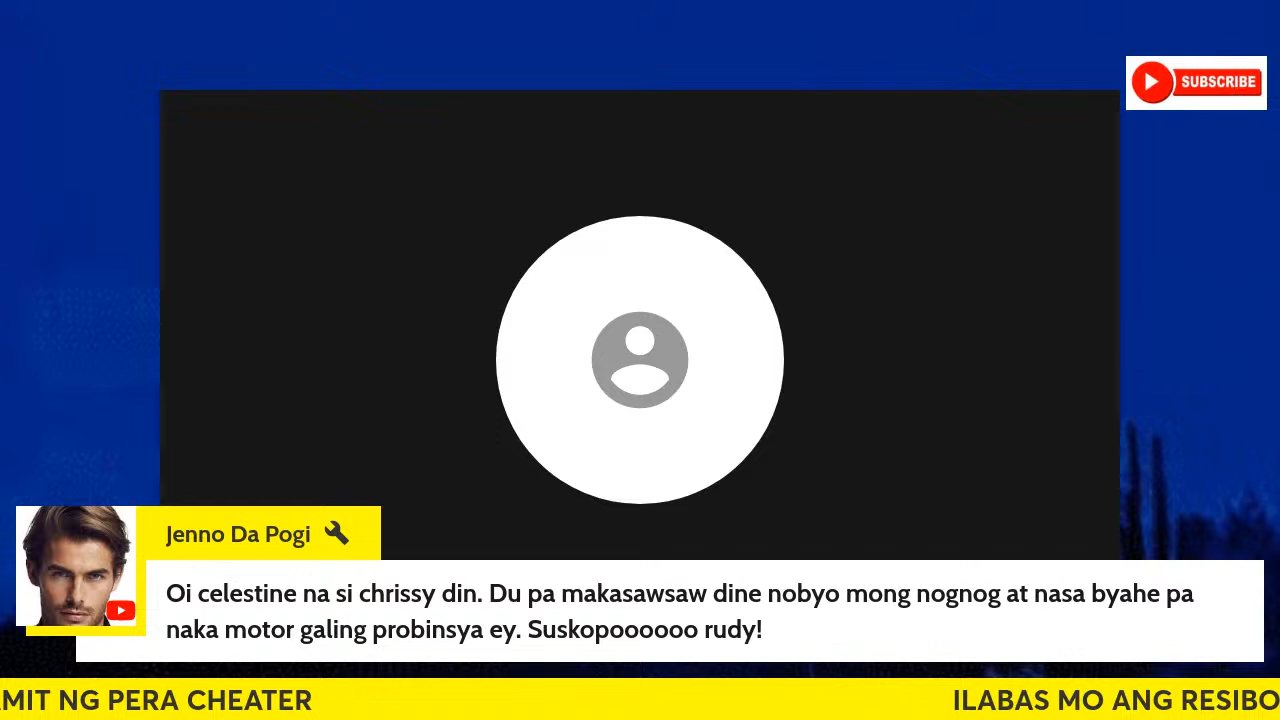 SUBSCRIBE
Jenno Da Pogi
Oi celestine na si chrissy din. Du pa makasawsaw dine nobyo mong nognog at nasa byahe pa
naka motor galing probinsya ey. Suskopoooooo rudy!
AMIT NG PERA CHEATER
ILABAS MO ANG RESIBO